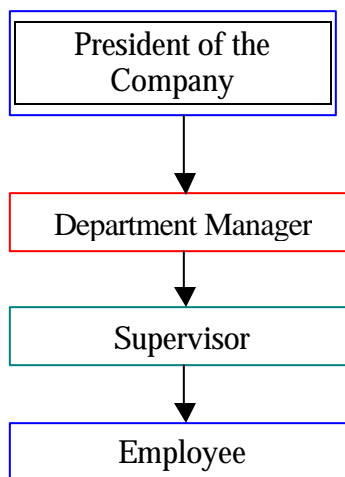 President of the
Company
Department Manager
Supervisor
Employee